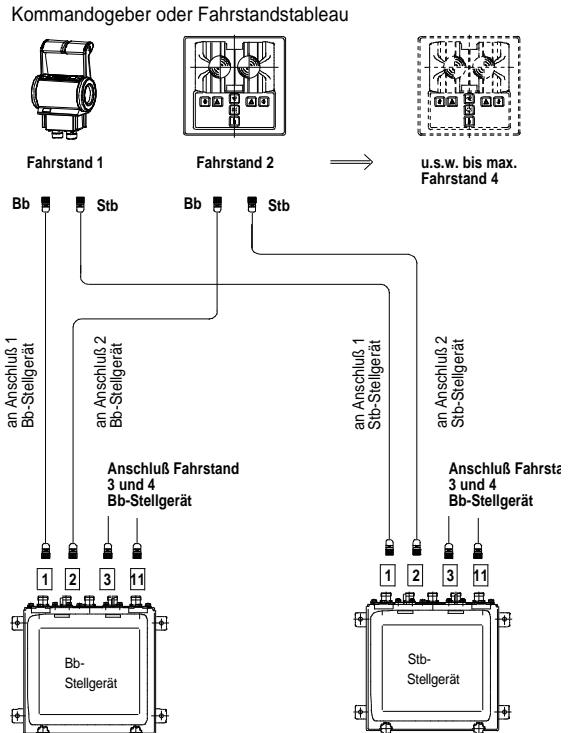 Kommandogeber oder Fahrstandstableau
Fahrstand 1
Fahrstand 2
u.s.w. bis max.
Fahrstand 4
Bb
Stb
Bb
Stb
an Anschluß 1
Bb-Stellgerät
an Anschluß 2
Bb-Stellgerät
an Anschluß 1
Stb-Stellgerät
an Anschluß 2
Stb-Stellgerät
Anschluß Fahrstand
3 und 4
Bb-Stellgerät
Anschluß Fahrsta
3 und 4
Bb-Stellgerät
1 2 3 11
1 2 3 11
Bb-
Stellgerät
Stb-
Stellgerät